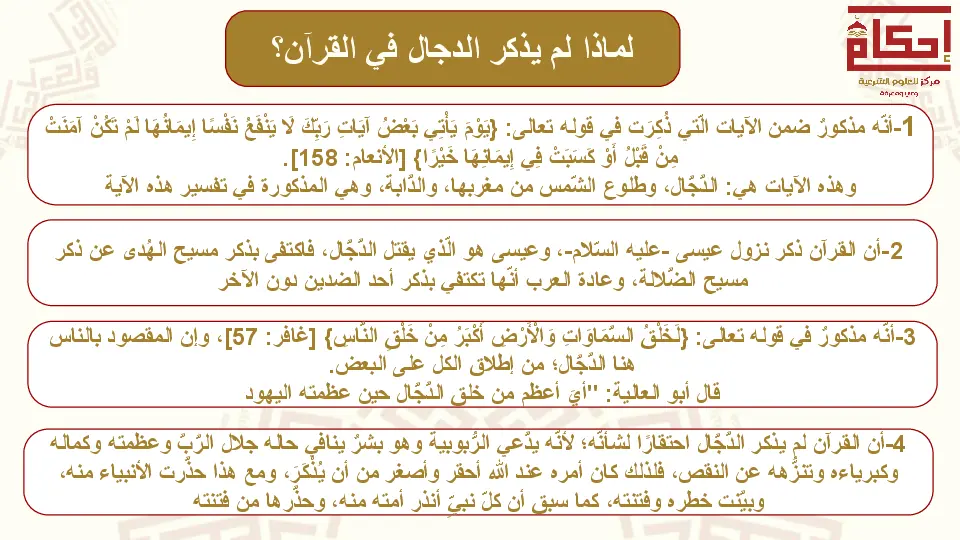 إحكام
مركز للعلوم الشرعية
وعي ومعرفة
لماذا لم يذكر الدجال في القرآن؟
1-أنّه مذكورٌ ضمن الآيات الّتي ذُكِرَت في قوله تعالى: {يَوْمَ يَأْتِي بَعْضُ آيَاتِ رَبِّكَ لَا يَنْفَعُ نَفْسًا إِيمَانُهَا لَمْ تَكُنْ آمَنَتْ
مِنْ قَبْلُ أَوْ كَسَبَتْ فِي إِيمَانِهَا خَيْرًا} [الأنعام: 158].
وهذه الآيات هي: الدَّجَّال، وطلوع الشّمس من مغربها، والدَّابة، وهي المذكورة في تفسير هذه الآية
2-أن القرآن ذكر نزول عيسى -عليه السّلام-، وعيسى هو الّذي يقتل الدَّجَّال، فاكتفى بذكر مسيح الهُدى عن ذكر
مسيح الضّلالة، وعادة العرب أنّها تكتفي بذكر أحد الضدين دون الآخر
3-أنّه مذكورٌ في قوله تعالى: {لَخَلْقُ السَّمَاوَاتِ وَالْأَرْضِ أَكْبَرُ مِنْ خَلْقِ النَّاسِ} [غافر: 57]، وإن المقصود بالناس
هنا الدَّجَّال؛ من إطلاق الكل على البعض.
قال أبو العالية: "أيَ أعظم من خلق الدَّجَّال حين عظمته اليهود
4-أن القرآن لم يذكر الدَّجَّال احتقارًا لشأنّه؛ لأنّه يدَّعي الرُّبوبية وهو بشرٌ ينافي حاله جلال الرَّبِّ وعظمته وكماله
وكبرياءه وتنزُّهه عن النقص، فلذلك كان أمره عند اللهِ أحقر وأصغر من أن يُذْكَرَ، ومع هذا حذَّرت الأنبياء منه،
وبيّنت خطره وفتنته، كما سبق أن كلّ نبيّ أنذر أمته منه، وحذَّرها من فتنته